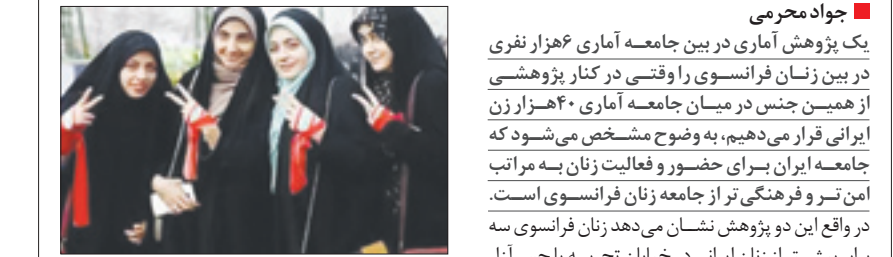 جواد محرمی
یک پژوهش آماری در بین جامعه آماری ۶هزار نفری
در بین زنان فرانسوی را وقتی در کنار پژوهشی
از همین جنس در میان جامعه آماری ۴۰هزار زن
ایرانی قرار می‌دهیم، به وضوح مشخص می‌شود که
جامعه ایران برای حضور و فعالیت زنان به مراتب
امن‌تر و فرهنگی‌تر از جامعه زنان فرانسوی است.
در واقع این دو پژوهش نشان می‌دهد زنان فرانسوی سه